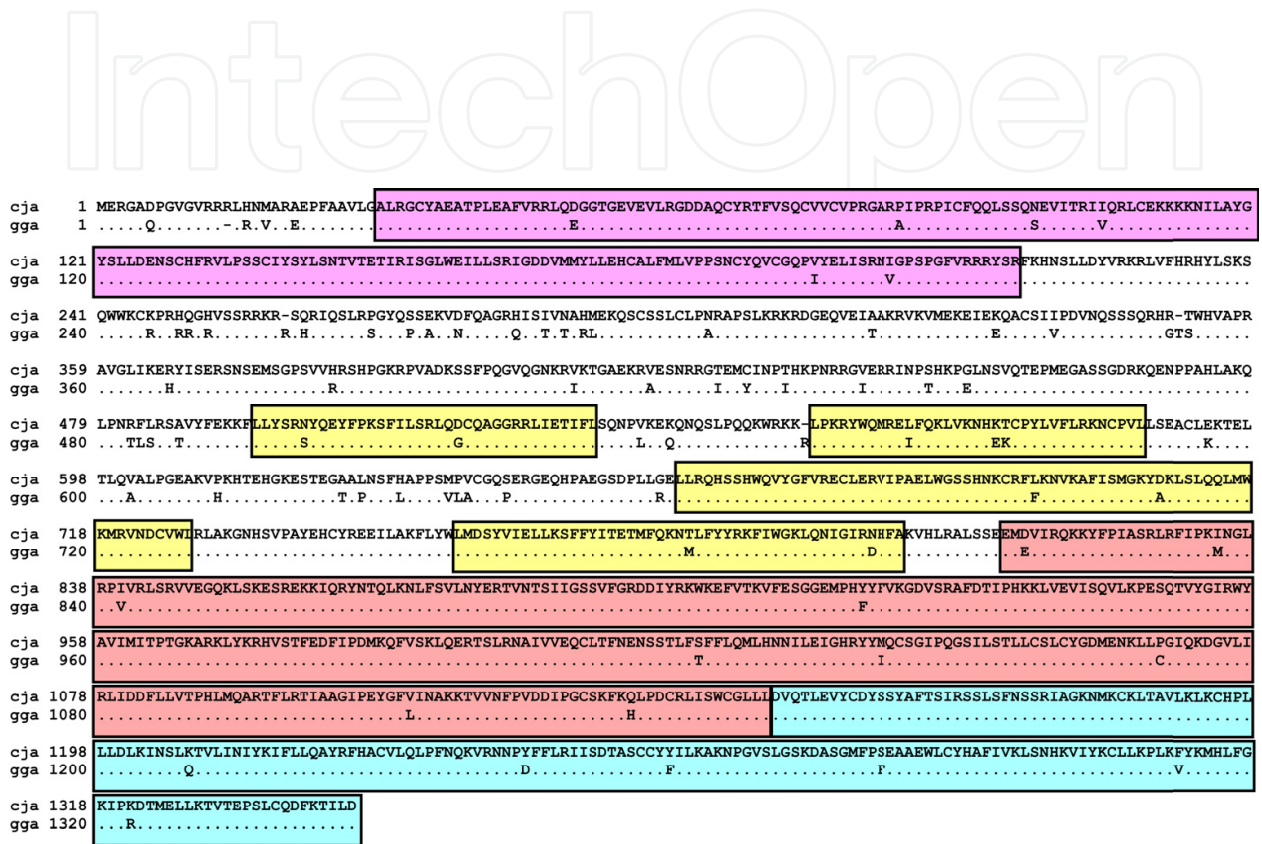 IntechOpen
cja 1 MERGADPGVGVRRRLHNMARAEPFAAVLGALRGCYAEATPLEAFVRRLQDGGTGEVEVLRGDDAQCYRTFVSQCVVCVPRGARPIPRPICFQQLSSQNEVITRIIQRLCEKKKKNILAYG
gga 1 .....Q.......-.R.V..E............................E.................................A.............S......V...............
cja 121 YSLLDENSCHFRVLPSSCIYSYLSNTVTETIRISGLWEILLSRIGDDVMMYLLEHCALFMLVPPSNCYQVCGQPVYELISRNIGPSPGFVRRRYSRFKHNSLLDYVRKRLVFHRHYLSKS
gga 120 ..........................................................................I.......V.....................................
cja 241 QWWKCKPRHQGHVSSRRKR-SQRIQSLRPGYQSSEKVDFQAGRHISIVNAHMEKQSCSSLCLPNRAPSLKRKRDGEQVEIAAKRVKVMEKEIEKQACSIIPDVNQSSSQRHR-TWHVAPR
gga 240 .....R..RR.R.......R.H......S...P.A..N.....Q..T.T.RL...........A................T............E.....V...........GTS......
cja 359 AVGLIKERYISERSNSEMSGPSVVHRSHPGKRPVADKSSFPQGVQGNKRVKTGAEKRVESNRRGTEMCINPTHKPNRRGVERRINPSHKPGLNSVQTEPMEGASSGDRKQENPPAHLAKQ
gga 360 .......H................R........................I.......A......I..Y...I.......I......T...E.............................
cja 479 LPNRFLRSAVYFEKKFLLYSRNYQEYFPKSFILSRLQDCQAGGRRLIETIFLSQNPVKEKQNQSLPQQKWRKK-LPKRYWQMRELFQKLVKNHKTCPYLVFLRKNCPVLLSEACLEKTEL
gga 480 ...TLS..T............S...............G..................L..Q.............R..........I........EK....................K....
cja 598 TLQVALPGEAKVPKHTEHGKESTEGAALNSFHAPPSMPVCGQSERGEQHPAEGSDPLLGELLRQHSSHWQVYGFVRECLERVIPAELWGSSHNKCRFLKNVKAFISMGKYDKLSLQQLMW
gga 600 ...A........H............T.P...L....VLA...P...............R......................................F............A.........
cja 718 KMRVNDCVWLRLAKGNHSVPAYEHCYREEILAKFLYWLMDSYVIELLKSFFYITETMFQKNTLFYYRKFIWGKLQNIGIRNHFAKVHLRALSSEEMDVIRQKKYFPIASRLRFIPKINGL
gga 720 .............................................................M..................D...............E...................M...
cja 838 RPIVRLSRVVEGQKLSKESREKKIQRYNTQLKNLFSVLNYERTVNTSIIGSSVFGRDDIYRKWKEFVTKVFESGGEMPHYYFVKGDVSRAFDTIPHKKLVEVISQVLKPESQTVYGIRWY
gga 840 ..V............................................................................F........................................
cja 958 AVIMITPTGKARKLYKRHVSTFEDFIPDMKQFVSKLQERTSLRNAIVVEQCLTFNENSSTLFSFFLQMLHNNILEIGHRYYMQCSGIPQGSILSTLLCSLCYGDMENKLLPGIQKDGVLI
gga 960 ..............................................................T..................I............................C.........
cja 1078 RLIDDFLLVTPHLMQARTFLRTIAAGIPEYGFVINAKKTVVNFPVDDIPGCSKFKQLPDCRLISWCGLLLDVQTLEVYCDYSSYAFTSIRSSLSFNSSRIAGKNMKCKLTAVLKLKCHPL
gga 1080 ................................L......................H................................................................
cja 1198 LLDLKINSLKTVLINIYKIFLLQAYRFHACVLQLPFNQKVRNNPYFFLRIISDTASCCYYILKAKNPGVSLGSKDASGMFPSEAAEWLCYHAFIVKLSNHKVIYKCLLKPLKFYKMHLFG
gga 1200 .........Q..................................D..............F.....................F..............................V.......
cja 1318 KIPKDTMELLKTVTEPSLCQDFKTILD
gga 1320 ...R.......................